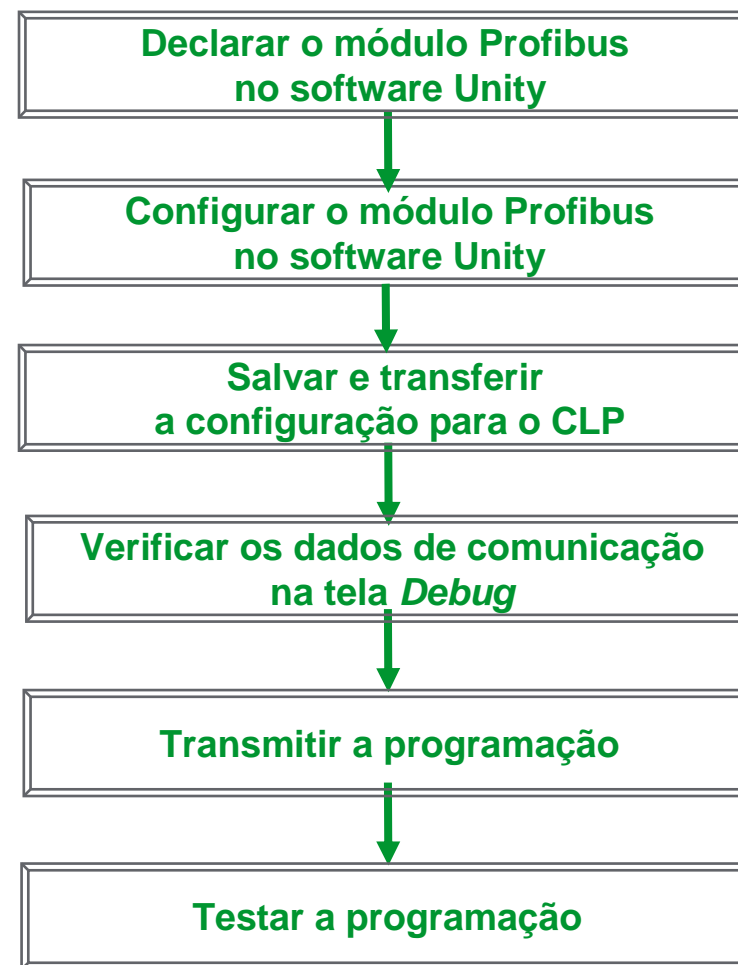 Declarar o módulo Profibus
no software Unity
Configurar o módulo Profibus
no software Unity
Salvar e transferir
a configuração para o CLP
Verificar os dados de comunicação
na tela Debug
Transmitir a programação
Testar a programação